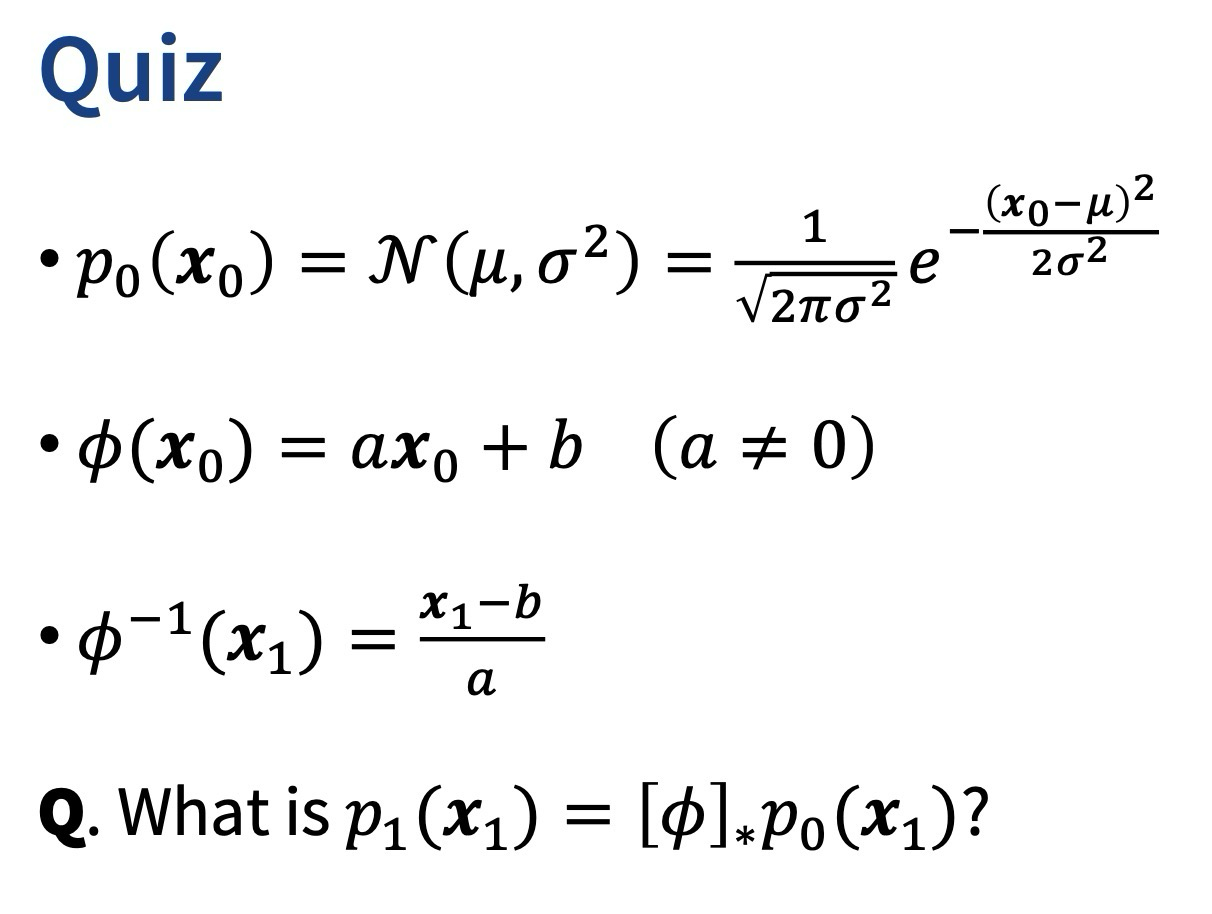 Quiz
• $p_0(\boldsymbol{x}_0) = \mathcal{N}(\mu, \sigma^2) = \frac{1}{\sqrt{2\pi\sigma^2}} e^{-\frac{(\boldsymbol{x}_0-\mu)^2}{2\sigma^2}}$
• $\phi(\boldsymbol{x}_0) = a\boldsymbol{x}_0 + b \quad (a \neq 0)$
• $\phi^{-1}(\boldsymbol{x}_1) = \frac{\boldsymbol{x}_1-b}{a}$
Q. What is $p_1(\boldsymbol{x}_1) = [\phi]_* p_0(\boldsymbol{x}_1)$?